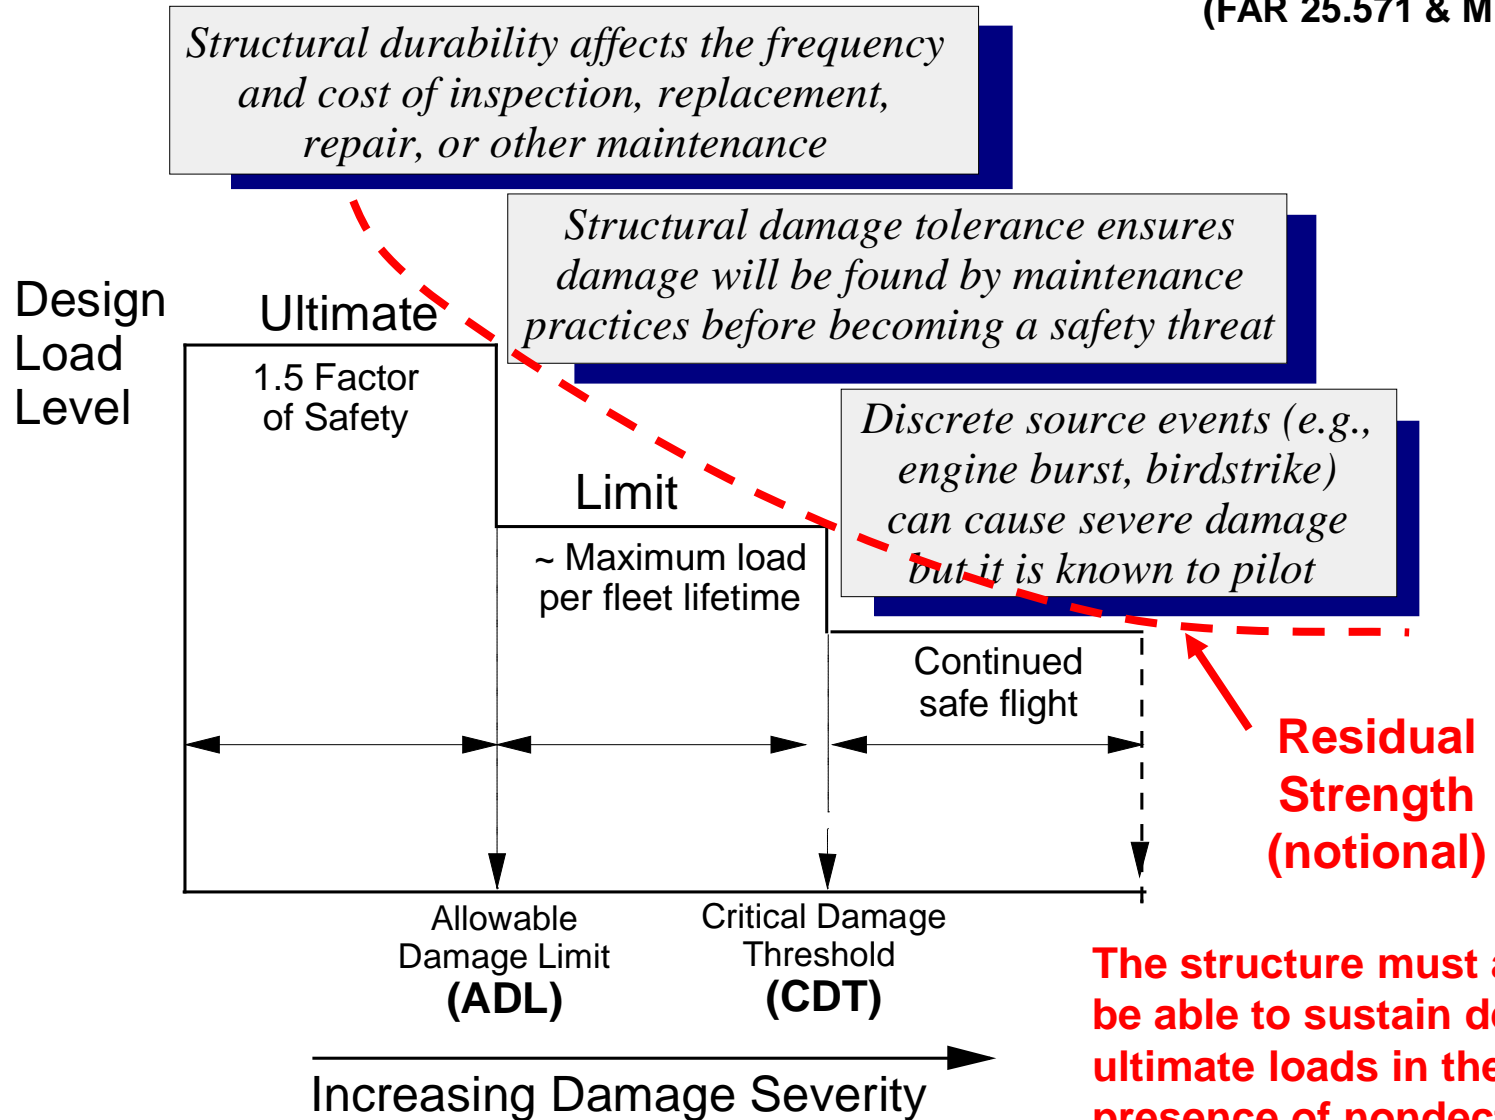 (FAR 25.571 & M
Structural durability affects the frequency
and cost of inspection, replacement,
repair, or other maintenance
Structural damage tolerance ensures
damage will be found by maintenance
practices before becoming a safety threat
Design
Load
Level
Ultimate
1.5 Factor
of Safety
Discrete source events (e.g.,
engine burst, birdstrike)
can cause severe damage
but it is known to pilot
Limit
~ Maximum load
per fleet lifetime
Continued
safe flight
Residual
Strength
(notional)
Allowable
Damage Limit
(ADL)
Critical Damage
Threshold
(CDT)
The structure must
be able to sustain
ultimate loads in the
presence of
Increasing Damage Severity